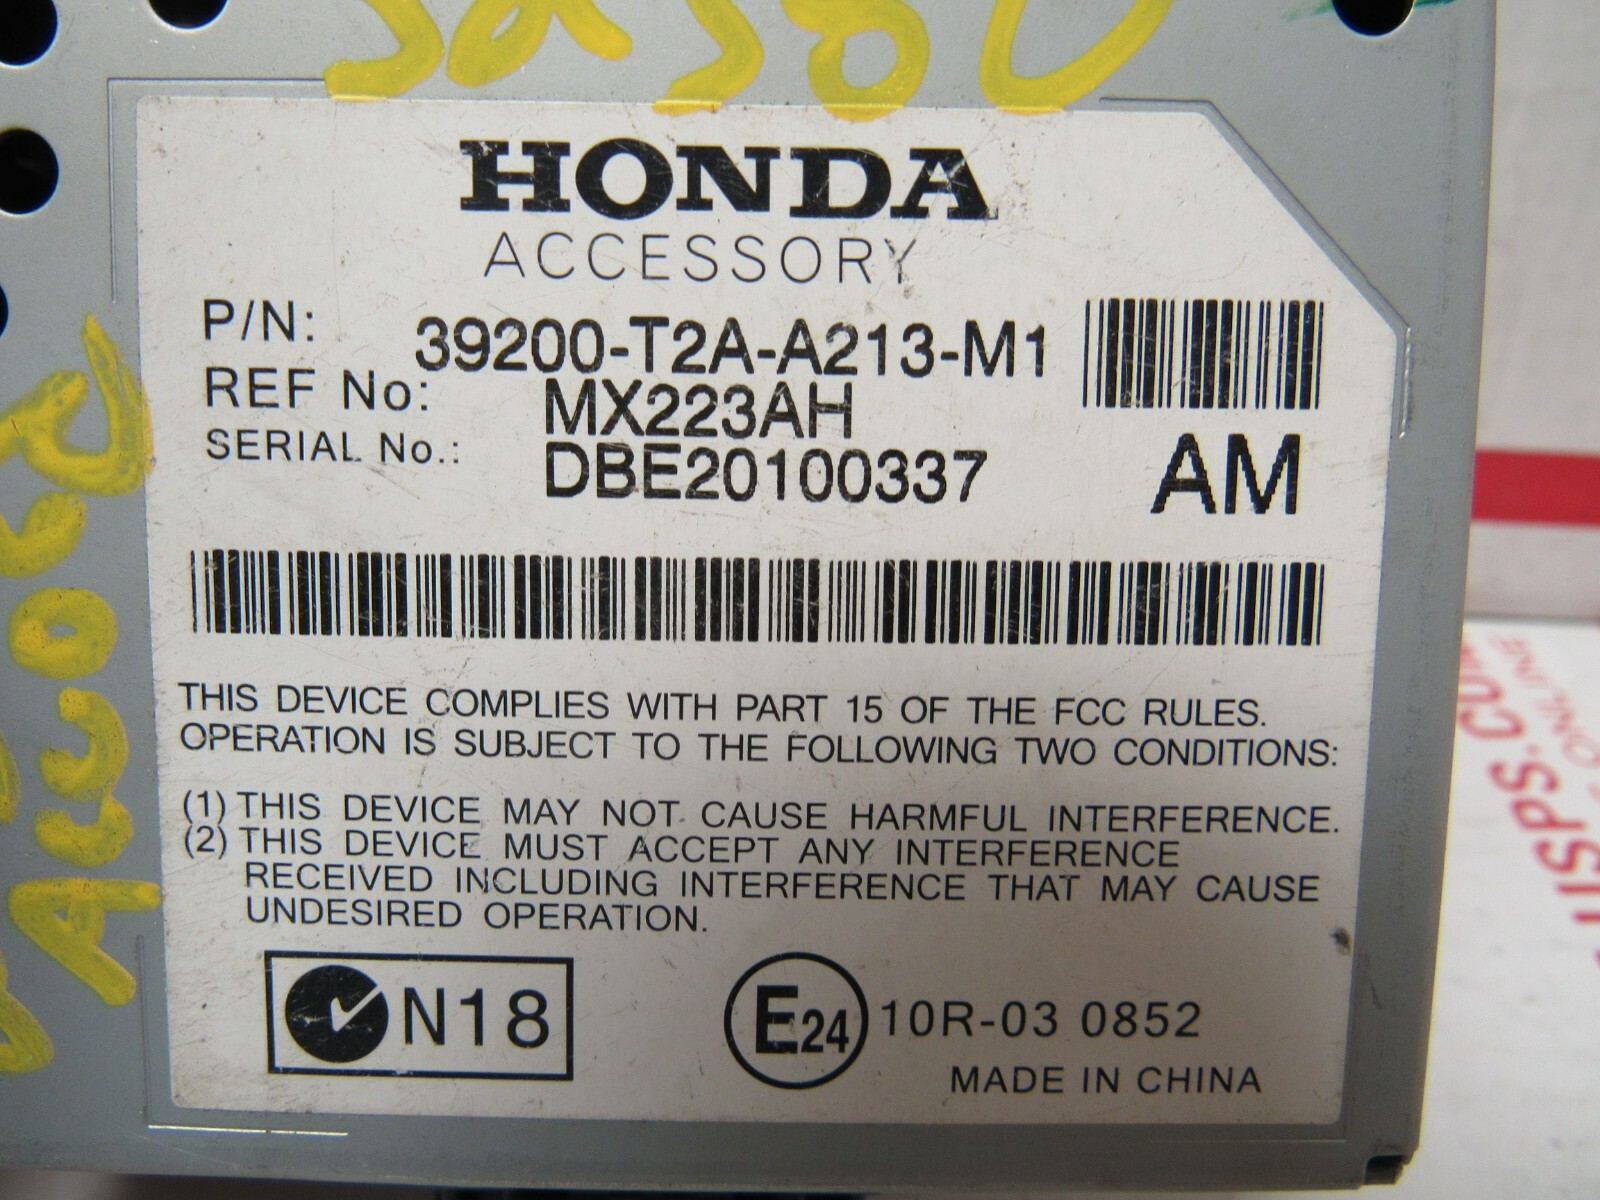 HONDA
ACCESSORY
P/N: 39200-T2A-A213-M1
REF No: MX223AH
SERIAL No.: DBE20100337
AM
THIS DEVICE COMPLIES WITH PART 15 OF THE FCC RULES.
OPERATION IS SUBJECT TO THE FOLLOWING TWO CONDITIONS:
(1) THIS DEVICE MAY NOT CAUSE HARMFUL INTERFERENCE.
(2) THIS DEVICE MUST ACCEPT ANY INTERFERENCE
RECEIVED INCLUDING INTERFERENCE THAT MAY CAUSE
UNDESIRED OPERATION.
N18
E24 10R-03 0852
MADE IN CHINA
USPS.COM
ONLINE